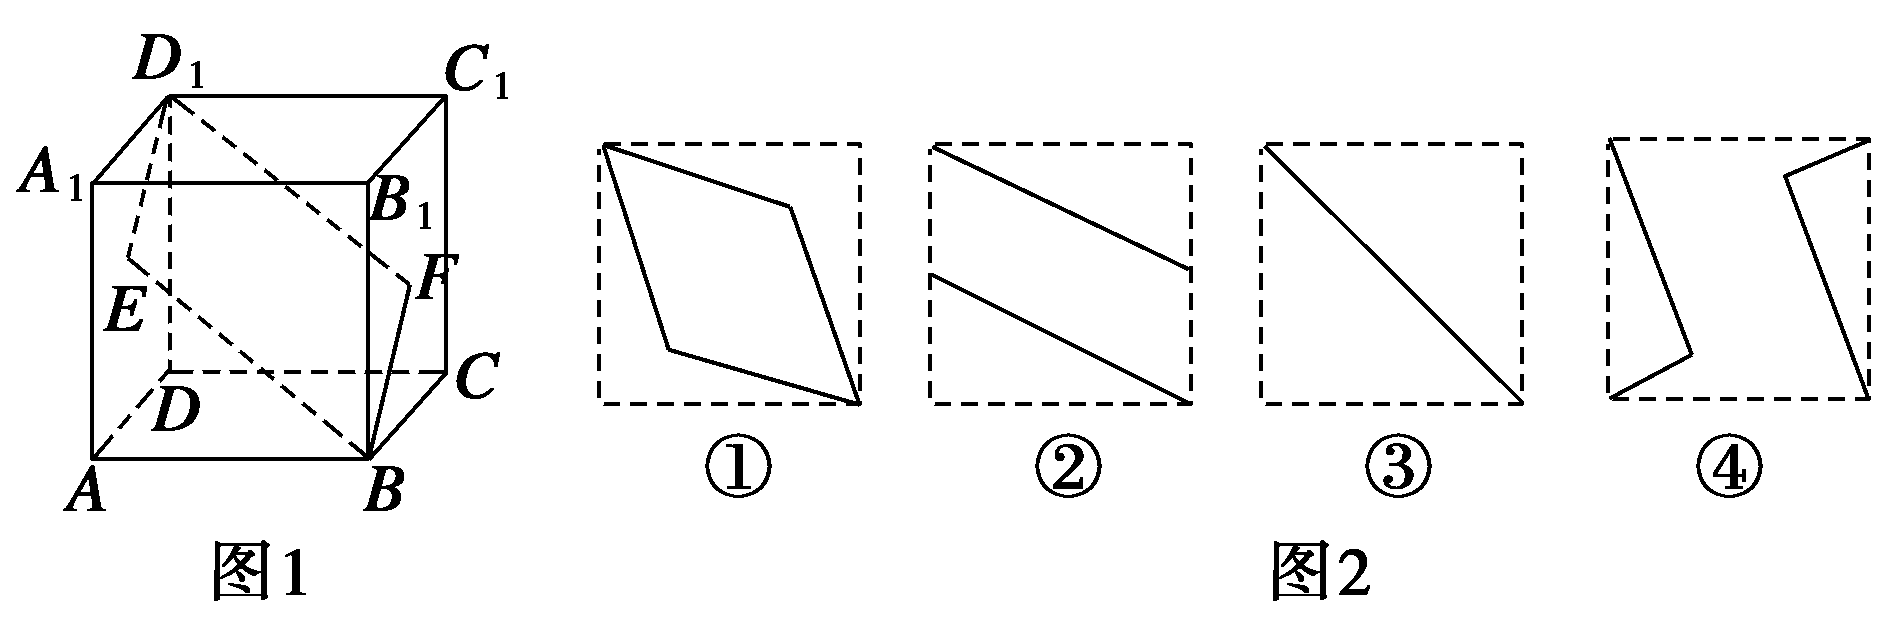 D₁
C₁
A₁
B₁
F
E
D
C
A
B
① ② ③ ④
图1
图2